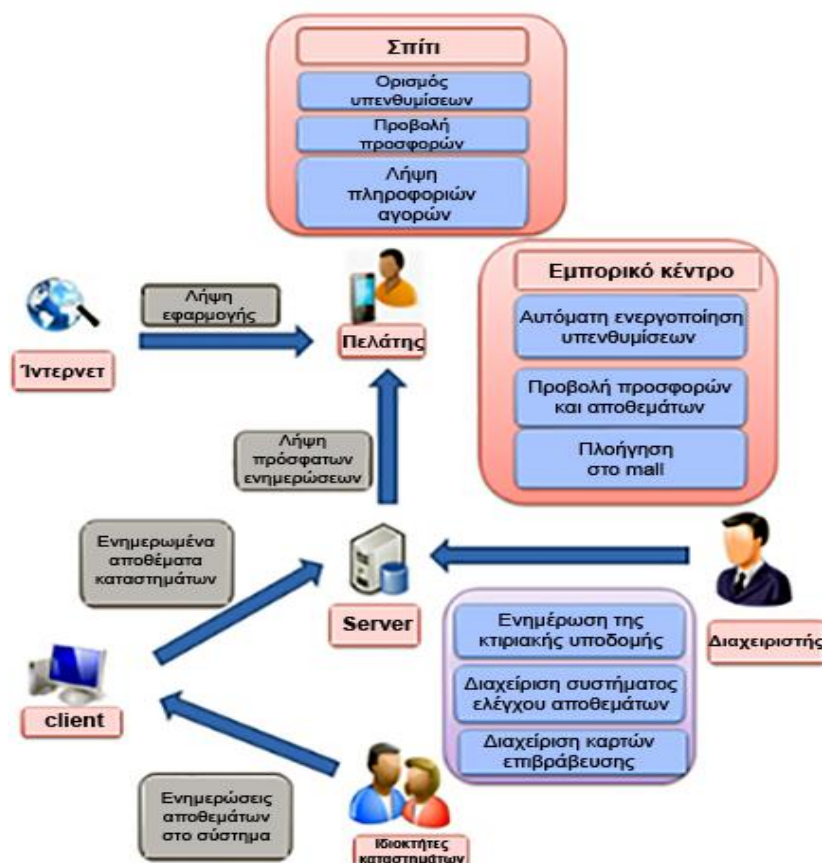 Σπίτι
Ορισμός
υπενθυμίσεων
Προβολή
προσφορών
Λήψη
πληροφοριών
αγορών
Εμπορικό κέντρο
Αυτόματη ενεργοποίηση
υπενθυμίσεων
Προβολή προσφορών
και αποθεμάτων
Πλοήγηση
στο mall
Λήψη
εφαρμογής
Ίντερνετ
Πελάτης
Λήψη
πρόσφατων
ενημερώσεων
Ενημερωμένα
αποθέματα
καταστημάτων
Server
Διαχειριστής
Ενημέρωση της
κτιριακής υποδομής
Διαχείριση συστήματος
ελέγχου αποθεμάτων
Διαχείριση καρτών
επιβράβευσης
client
Ενημερώσεις
αποθεμάτων
στο σύστημα
Ιδιοκτήτες
καταστημάτων